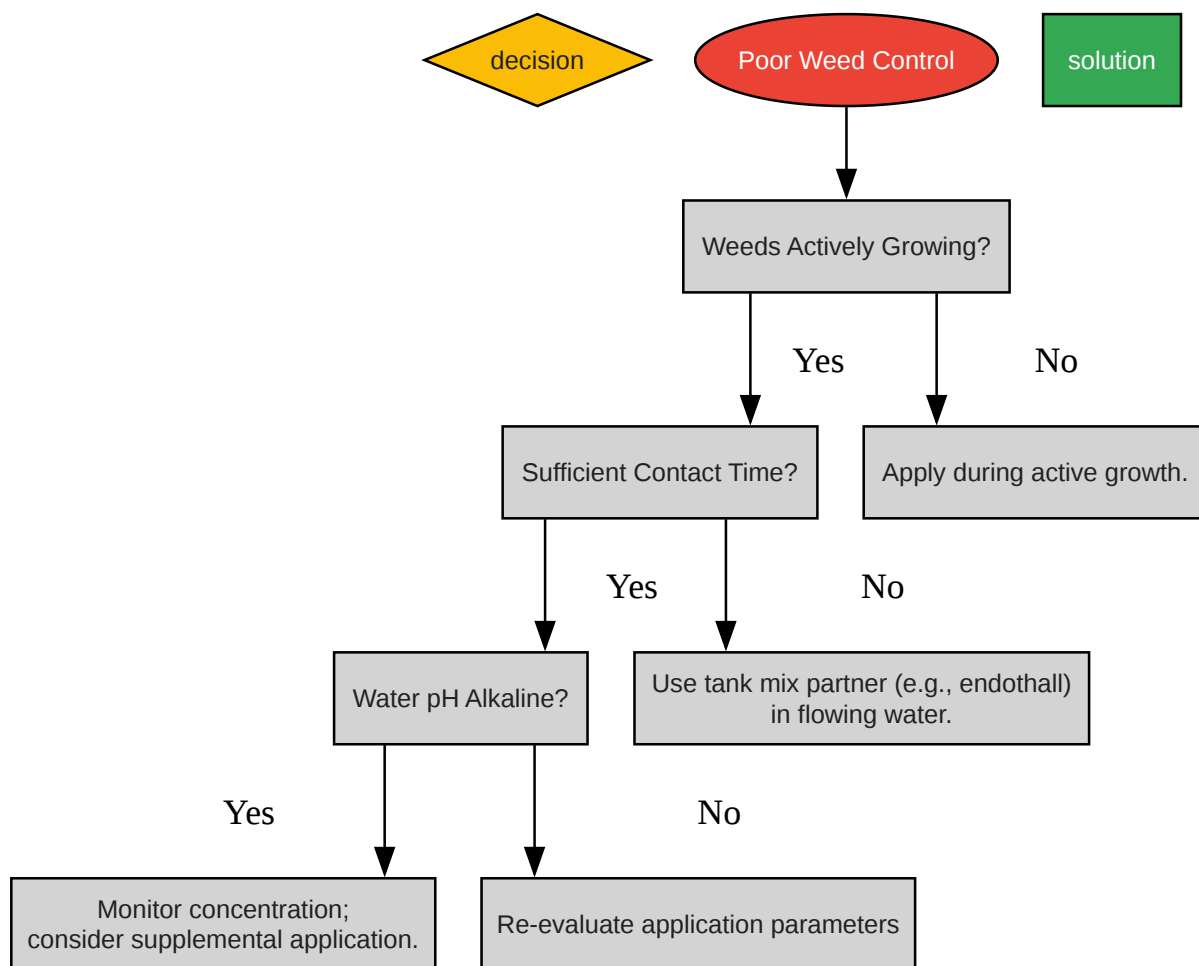 decision
Poor Weed Control
solution
Weeds Actively Growing?
Yes
No
Sufficient Contact Time?
Apply during active growth.
Yes
No
Water pH Alkaline?
Use tank mix partner (e.g., endothall)
in flowing water.
Yes
No
Monitor concentration;
consider supplemental application.
Re-evaluate application parameters